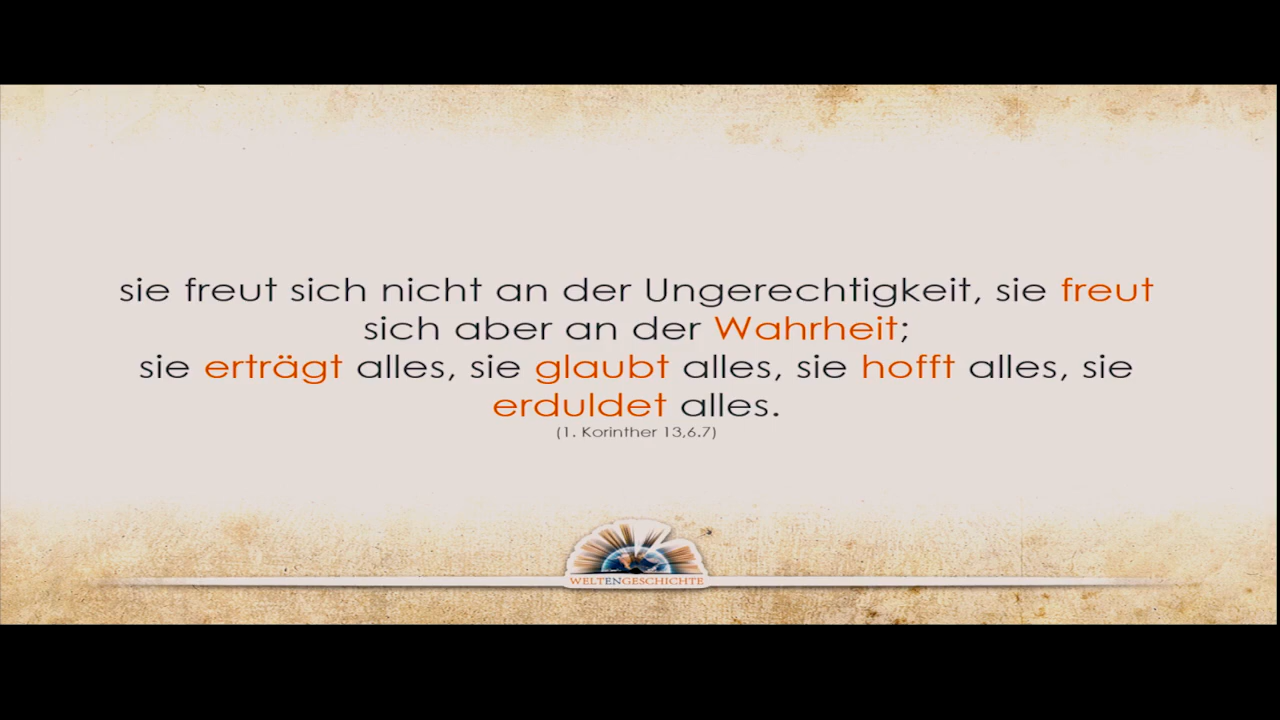 sie freut sich nicht an der Ungerechtigkeit, sie freut
sich aber an der Wahrheit;
sie erträgt alles, sie glaubt alles, sie hofft alles, sie
erduldet alles.
(1. Korinther 13,6.7)
WELTENGESCHICHTE